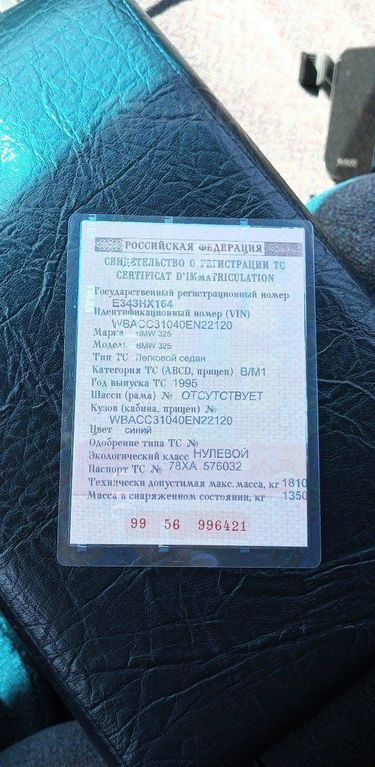 РОССИЙСКАЯ ФЕДЕРАЦИЯ
СВИДЕТЕЛЬСТВО О РЕГИСТРАЦИИ ТС
CERTIFICAT D'IMMATRICULATION
Государственный регистрационный номер
Е343НХ164
Идентификационный номер (VIN)
WBACC31040EN22120
Марка BMW 325
Модель BMW 325
Тип ТС Легковой седан
Категория ТС (ABCD, прицеп) B/M1
Год выпуска ТС 1995
Шасси (рама) № ОТСУТСТВУЕТ
Кузов (кабина, прицеп) №
WBACC31040EN22120
Цвет синий
Одобрение типа ТС №
Экологический класс НУЛЕВОЙ
Паспорт ТС № 78ХА 576032
Технически допустимая макс. масса, кг 1810
Масса в снаряженном состоянии, кг 1350
99 56 996421